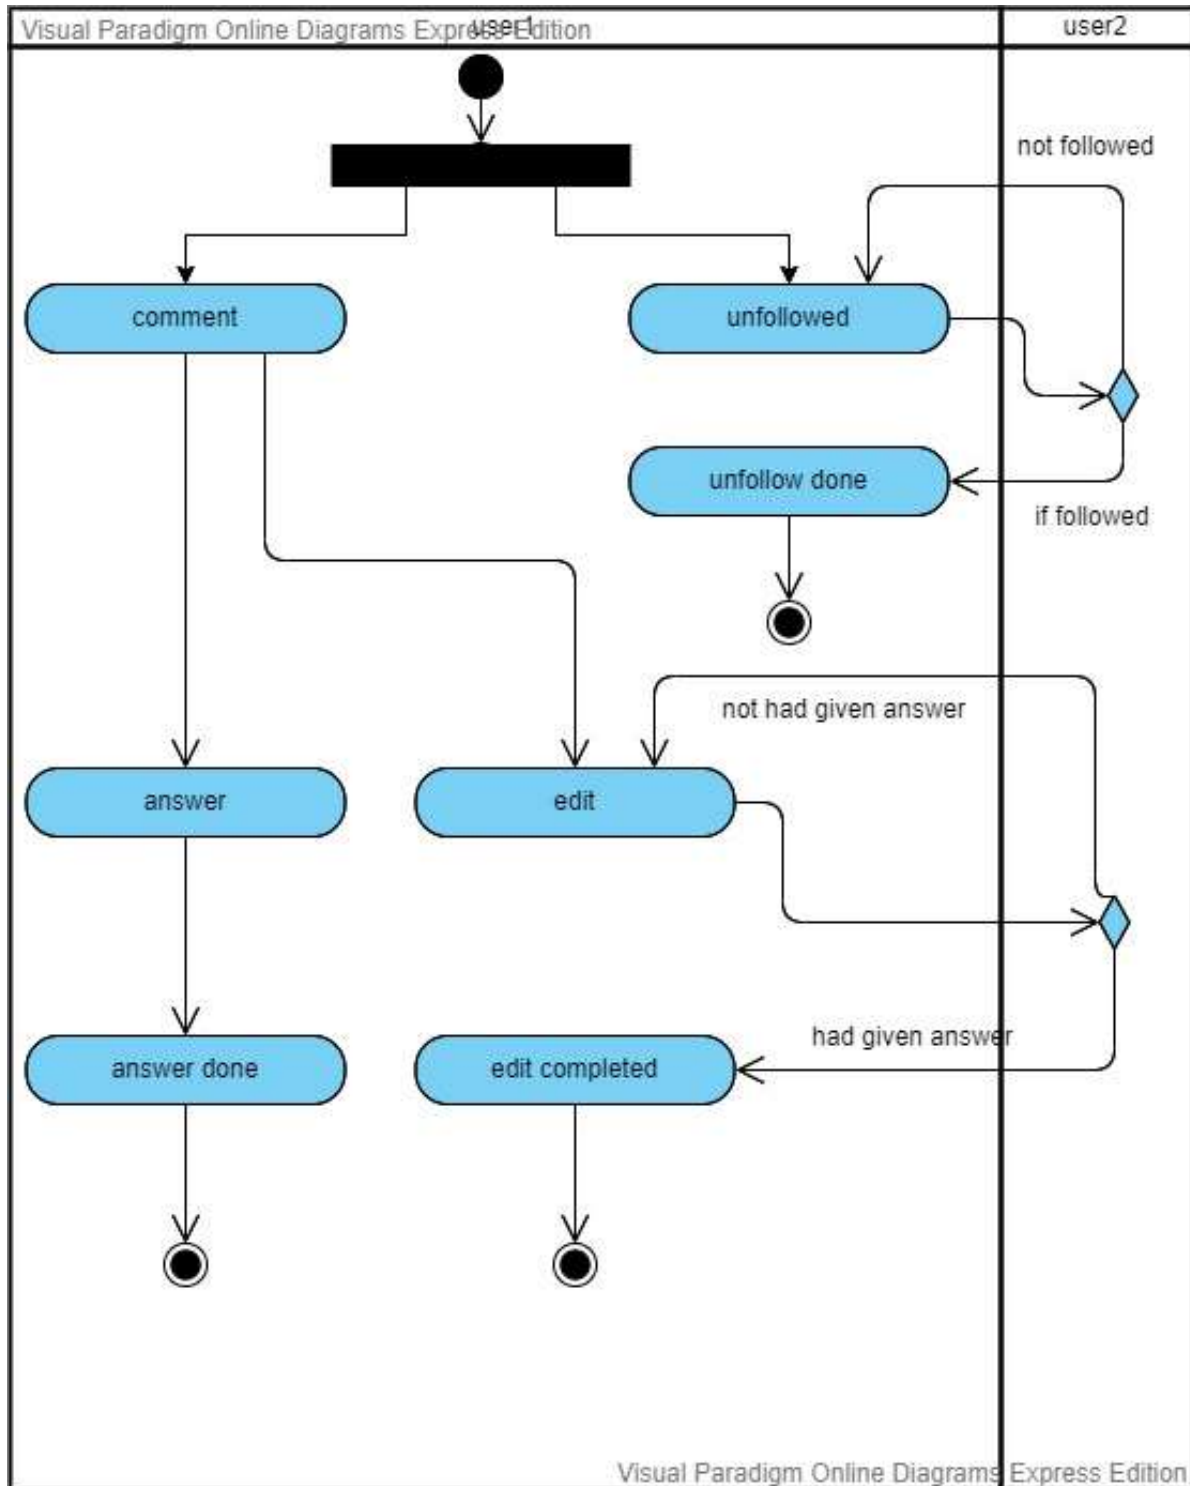 Visual Paradigm Online Diagrams Express Edition
user1
user2
not followed
comment
unfollowed
unfollow done
if followed
not had given answer
answer
edit
had given answer
answer done
edit completed
Visual Paradigm Online Diagrams Express Edition